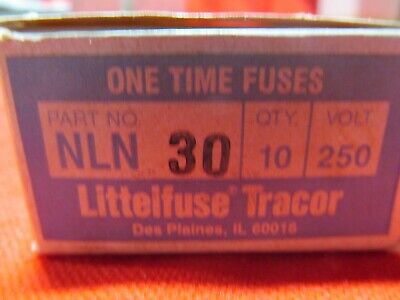 ONE TIME FUSES
PART NO. QTY. VOLT.
NLN 30 10 250
Littelfuse® Tracor
Des Plaines, IL 60016